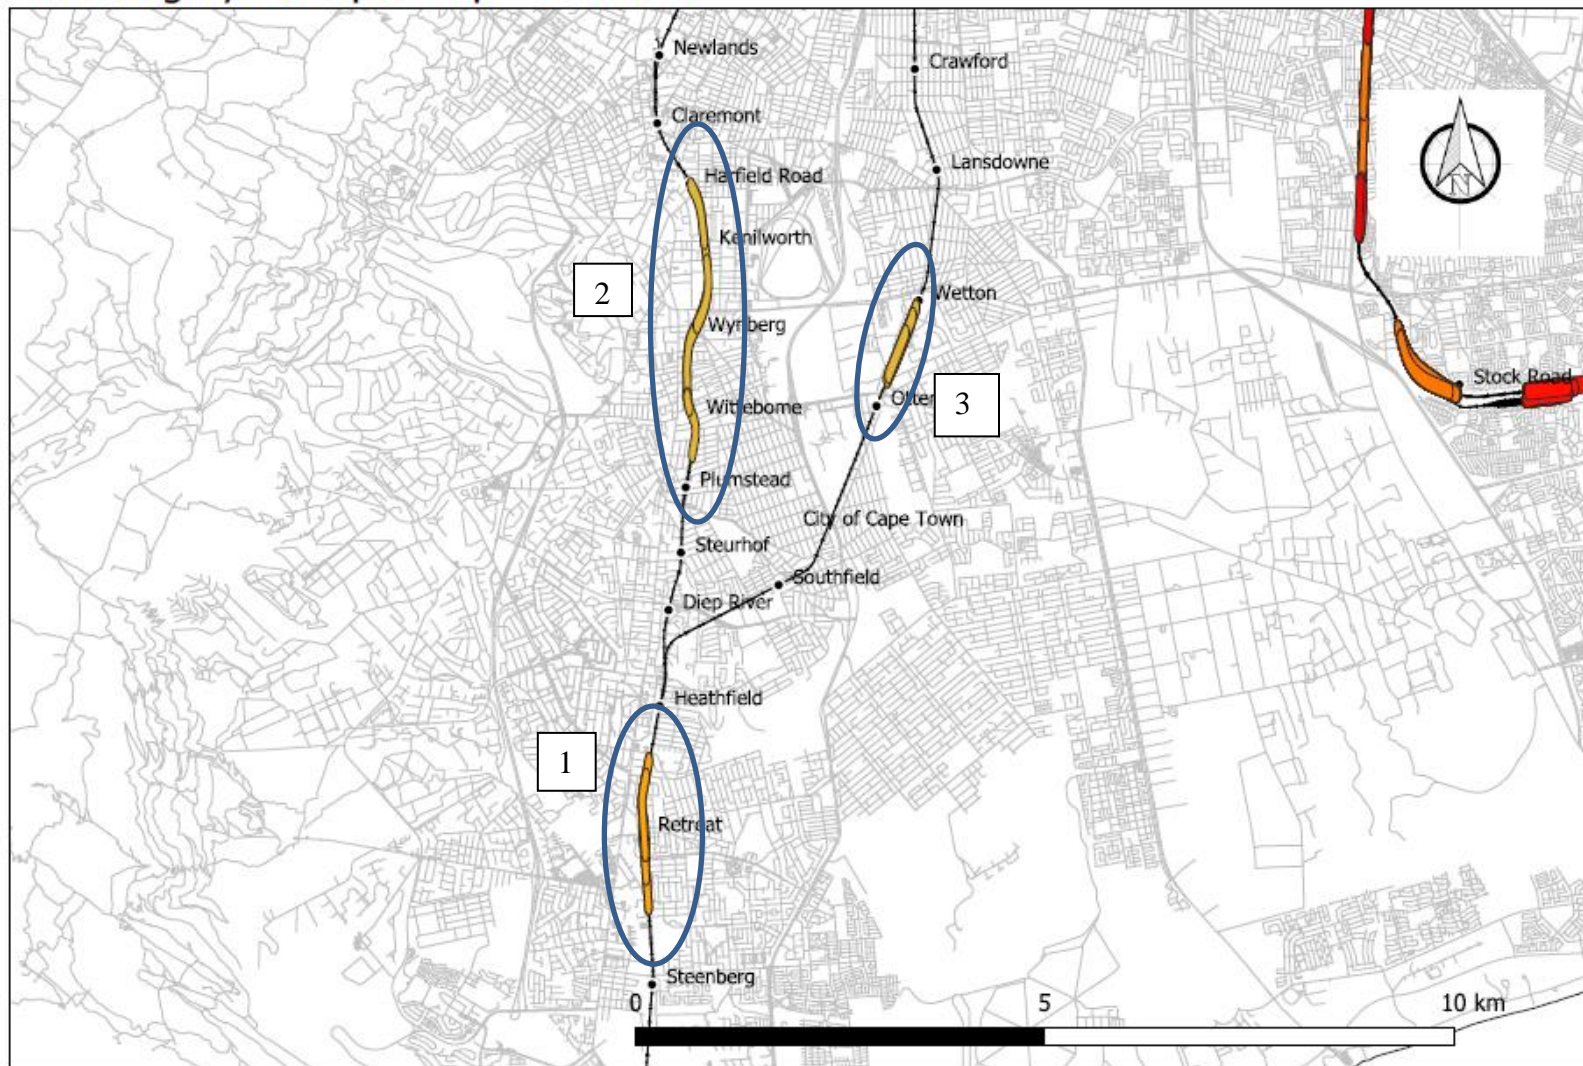 Newlands
Crawford
Claremont
Lansdowne
Harfield Road
N
Kenilworth
2
Wetton
Wynberg
Stock Road
3
Wittebome
Plumstead
City of Cape Town
Steurhof
Southfield
Diep River
Heathfield
1
Retreat
Steenberg
0
5
10 km